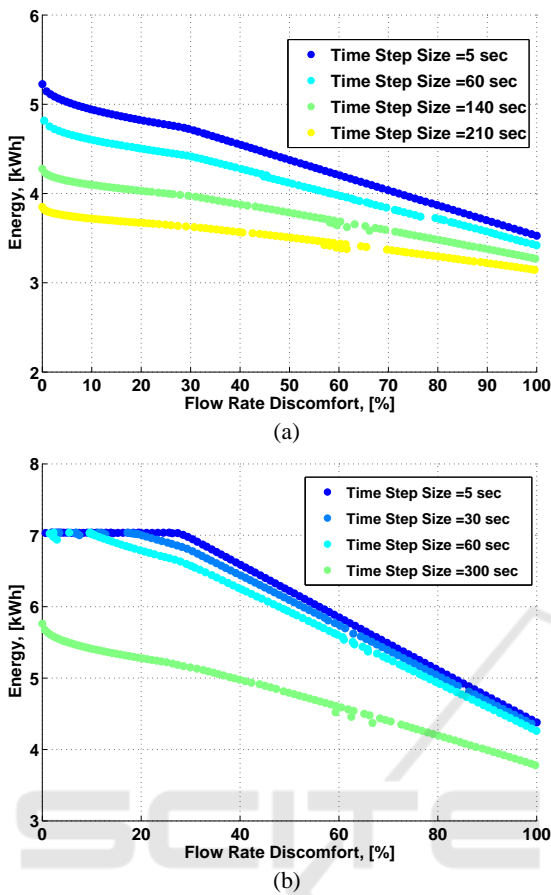 6
5
4
3
2
Energy, [kWh]
Time Step Size =5 sec
Time Step Size =60 sec
Time Step Size =140 sec
Time Step Size =210 sec
0 10 20 30 40 50 60 70 80 90 100
Flow Rate Discomfort, [%]
(a)
8
7
6
5
4
3
Energy, [kWh]
Time Step Size =5 sec
Time Step Size =30 sec
Time Step Size =60 sec
Time Step Size =300 sec
0 20 40 60 80 100
Flow Rate Discomfort, [%]
(b)
SCITE